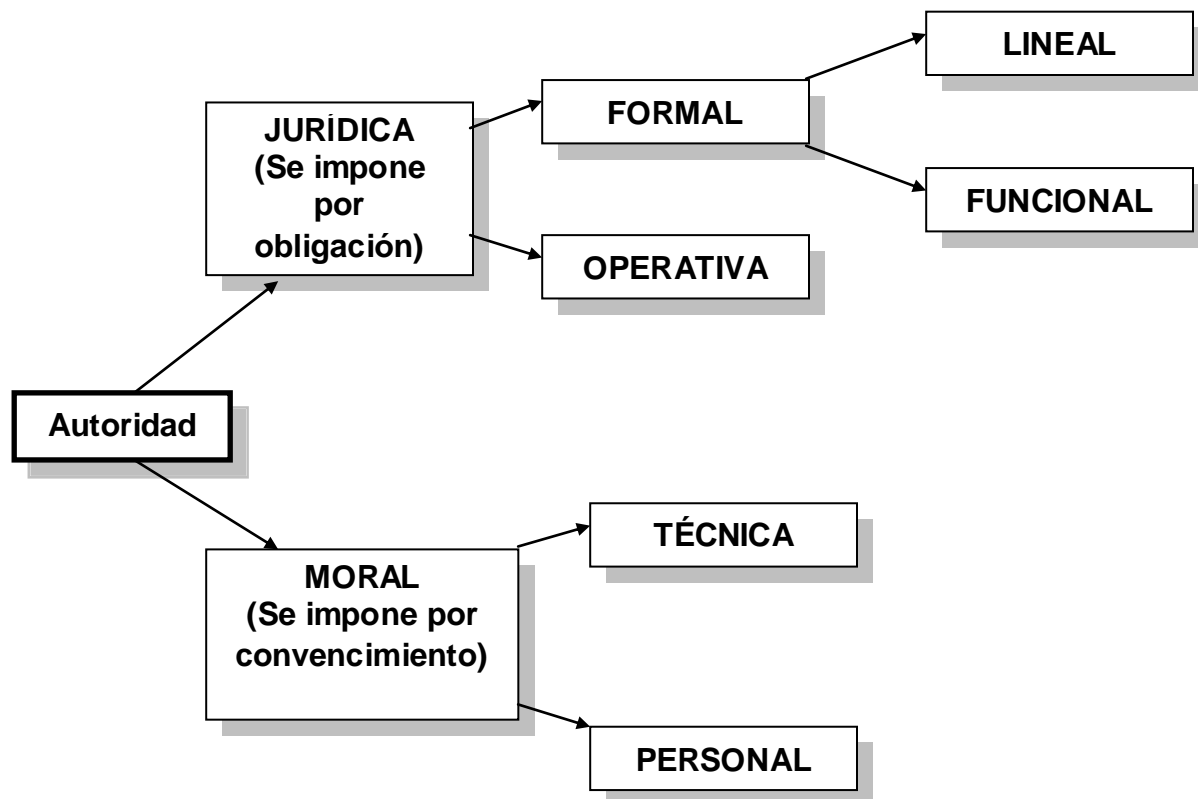 LINEAL
FORMAL
JURÍDICA
(Se impone
por
obligación)
FUNCIONAL
OPERATIVA
Autoridad
TÉCNICA
MORAL
(Se impone por
convencimiento)
PERSONAL